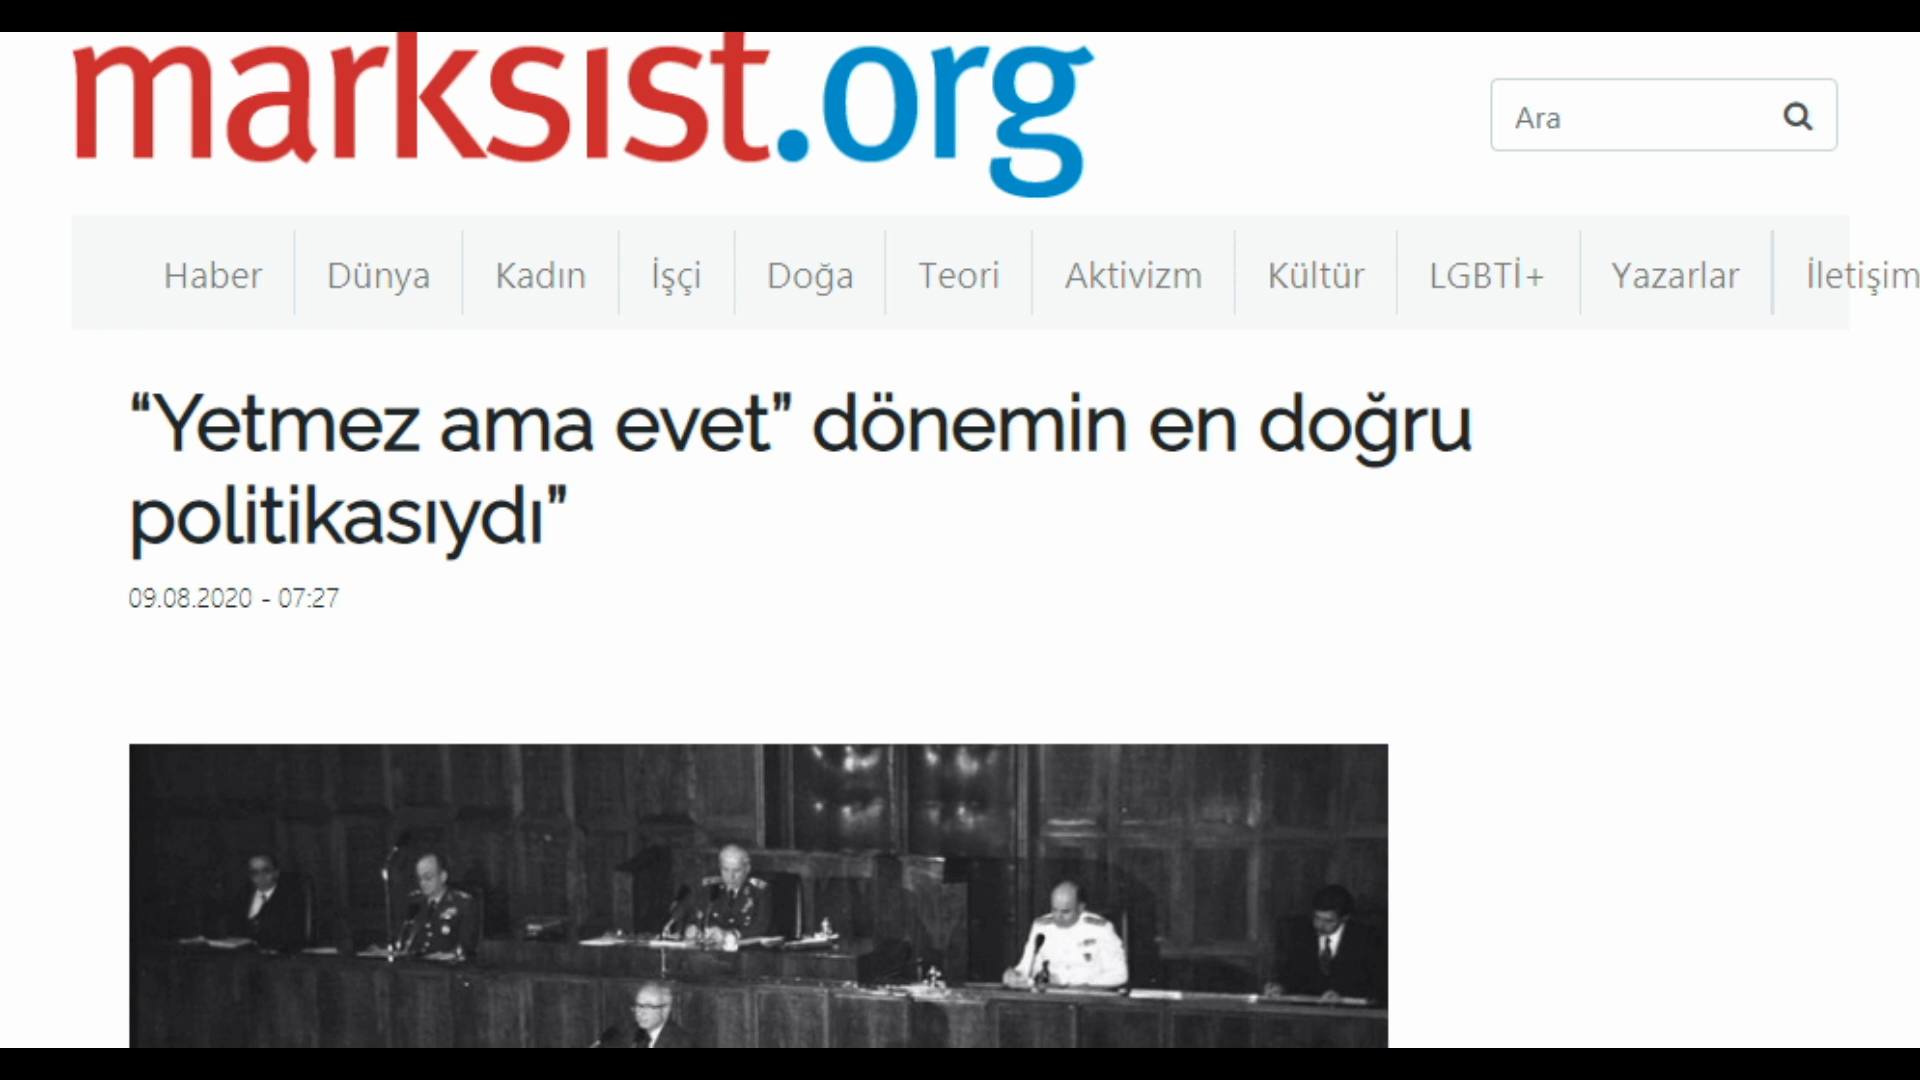 marksist.org
Ara
Haber Dünya Kadın İşçi Doğa Teori Aktivizm Kültür LGBTİ+ Yazarlar İletişim
“Yetmez ama evet” dönemin en doğru
politikasıydı”
09.08.2020 - 07:27